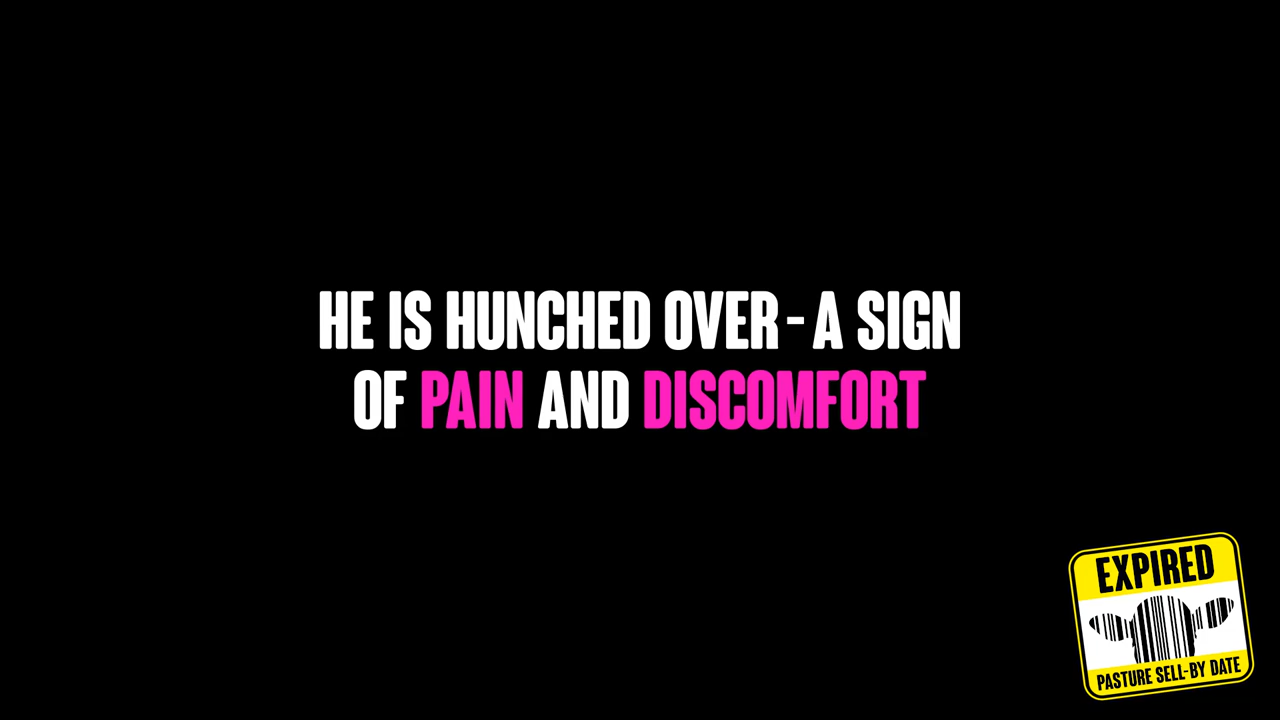 HE IS HUNCHED OVER - A SIGN
OF PAIN AND DISCOMFORT
EXPIRED
PASTURE SELL-BY DATE